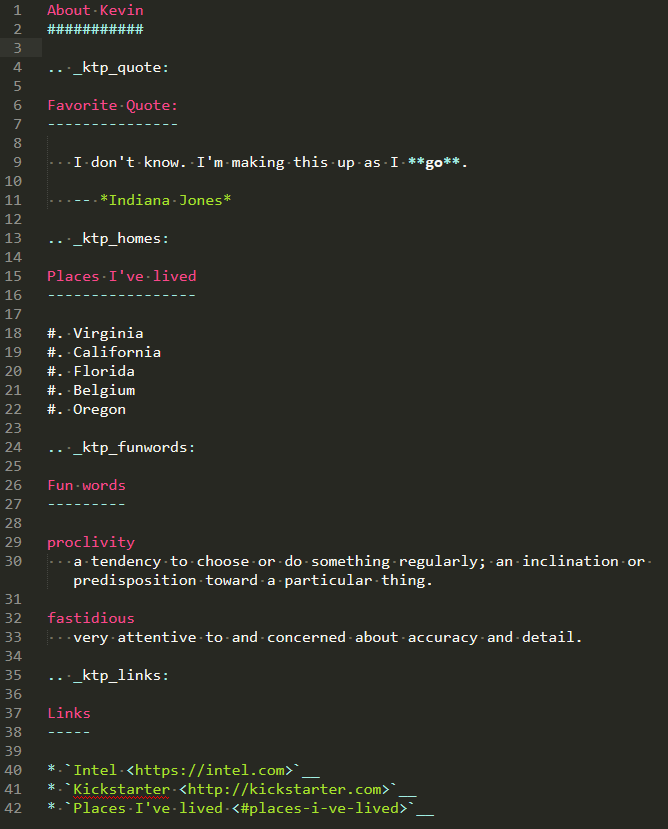 1 About Kevin
2 ###########
3
4 .. _ktp_quote:
5
6 Favorite Quote:
7 ---------------
8
9    I don't know. I'm making this up as I **go**.
10
11    -- *Indiana Jones*
12
13 .. _ktp_homes:
14
15 Places I've lived
16 -----------------
17
18 #. Virginia
19 #. California
20 #. Florida
21 #. Belgium
22 #. Oregon
23
24 .. _ktp_funwords:
25
26 Fun words
27 ---------
28
29 proclivity
30    a tendency to choose or do something regularly; an inclination or
predisposition toward a particular thing.
31
32 fastidious
33    very attentive to and concerned about accuracy and detail.
34
35 .. _ktp_links:
36
37 Links
38 -----
39
40 * `Intel <https://intel.com>`__
41 * `Kickstarter <http://kickstarter.com>`__
42 * `Places I've lived <#places-i-ve-lived>`__